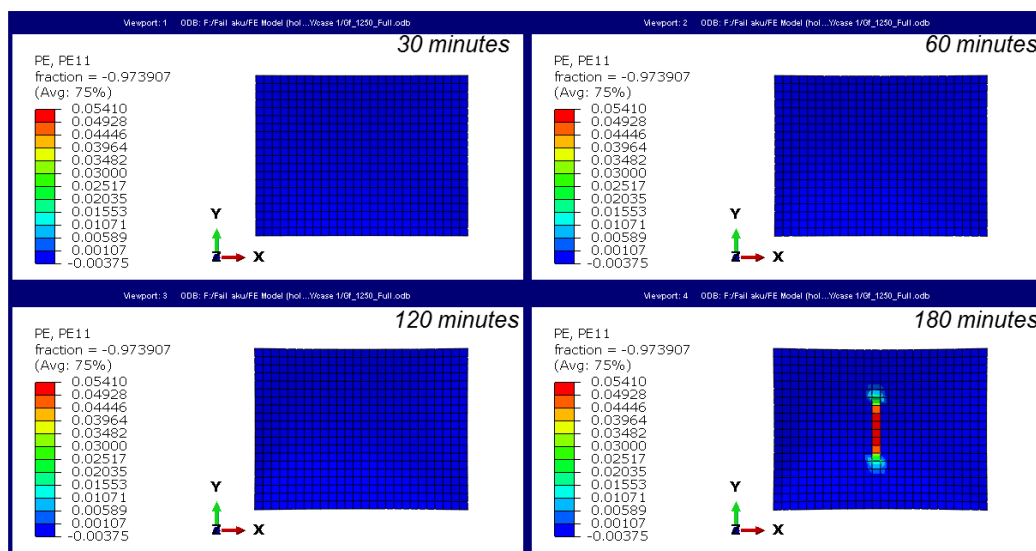 Viewport: 1 ODB: F:/Fail aku/FE Model (hol...Y/case 1/Gf_1250_Full.odb
30 minutes
PE, PE11
fraction = -0.973907
(Avg: 75%)
0.05410
0.04928
0.04446
0.03964
0.03482
0.03000
0.02517
0.02035
0.01553
0.01071
0.00589
0.00107
-0.00375
Y
Z
X
Viewport: 2 ODB: F:/Fail aku/FE Model (hol...Y/case 1/Gf_1250_Full.odb
60 minutes
PE, PE11
fraction = -0.973907
(Avg: 75%)
0.05410
0.04928
0.04446
0.03964
0.03482
0.03000
0.02517
0.02035
0.01553
0.01071
0.00589
0.00107
-0.00375
Y
Z
X
Viewport: 3 ODB: F:/Fail aku/FE Model (hol...Y/case 1/Gf_1250_Full.odb
120 minutes
PE, PE11
fraction = -0.973907
(Avg: 75%)
0.05410
0.04928
0.04446
0.03964
0.03482
0.03000
0.02517
0.02035
0.01553
0.01071
0.00589
0.00107
-0.00375
Y
Z
X
Viewport: 4 ODB: F:/Fail aku/FE Model (hol...Y/case 1/Gf_1250_Full.odb
180 minutes
PE, PE11
fraction = -0.973907
(Avg: 75%)
0.05410
0.04928
0.04446
0.03964
0.03482
0.03000
0.02517
0.02035
0.01553
0.01071
0.00589
0.00107
-0.00375
Y
Z
X